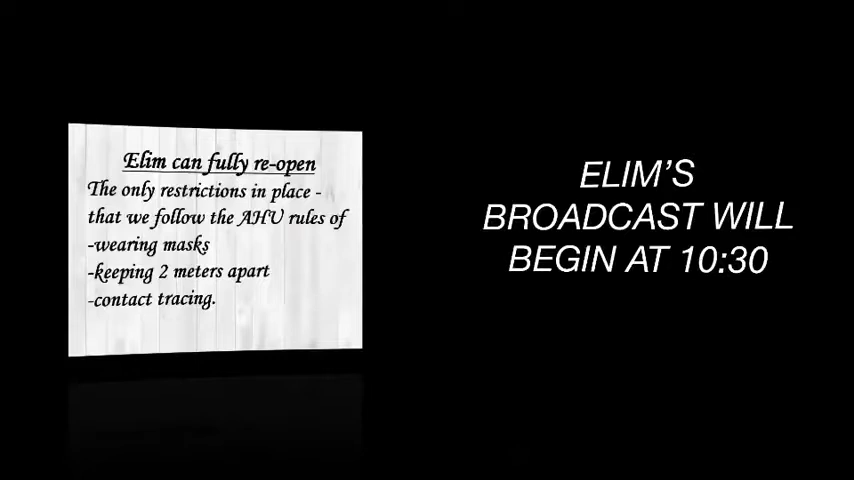 Elim can fully re-open
The only restrictions in place -
that we follow the AHU rules of
-wearing masks
-keeping 2 meters apart
-contact tracing.
ELIM'S
BROADCAST WILL
BEGIN AT 10:30